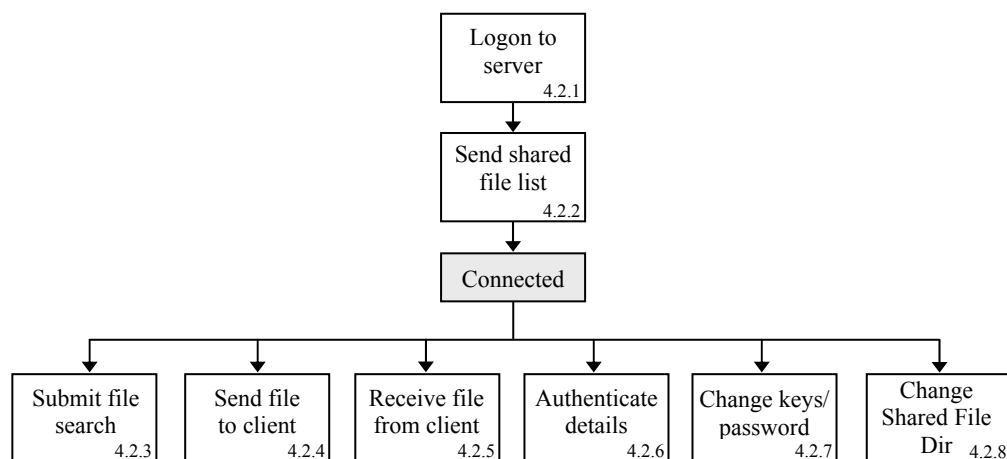 Logon to
server
4.2.1
Send shared
file list
4.2.2
Connected
Submit file
search
4.2.3
Send file
to client
4.2.4
Receive file
from client
4.2.5
Authenticate
details
4.2.6
Change keys/
password
4.2.7
Change
Shared File
Dir
4.2.8